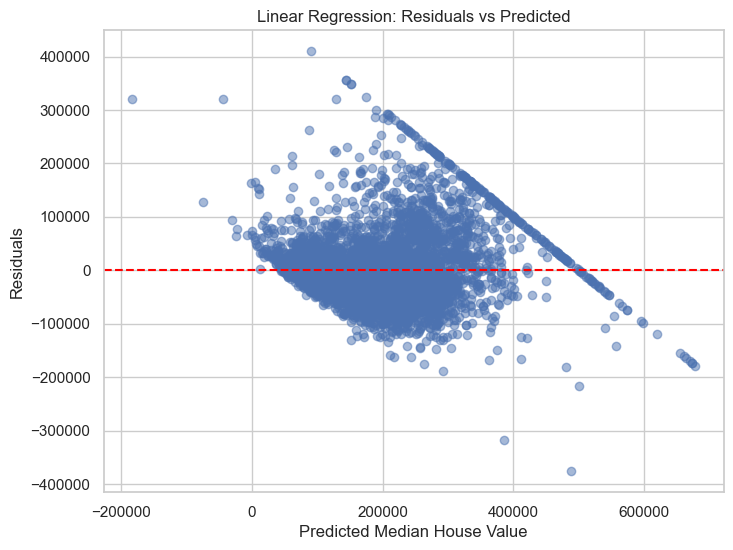 Linear Regression: Residuals vs Predicted
400000
300000
200000
100000
0
−100000
−200000
−300000
−400000
Residuals
−200000 0 200000 400000 600000
Predicted Median House Value